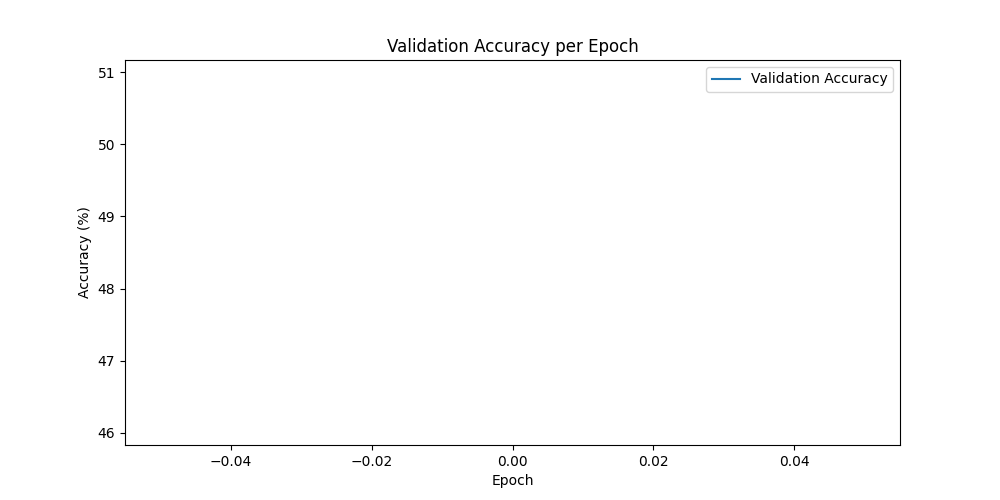 Validation Accuracy per Epoch
Validation Accuracy
51
50
49
48
47
46
Accuracy (%)
−0.04 −0.02 0.00 0.02 0.04
Epoch